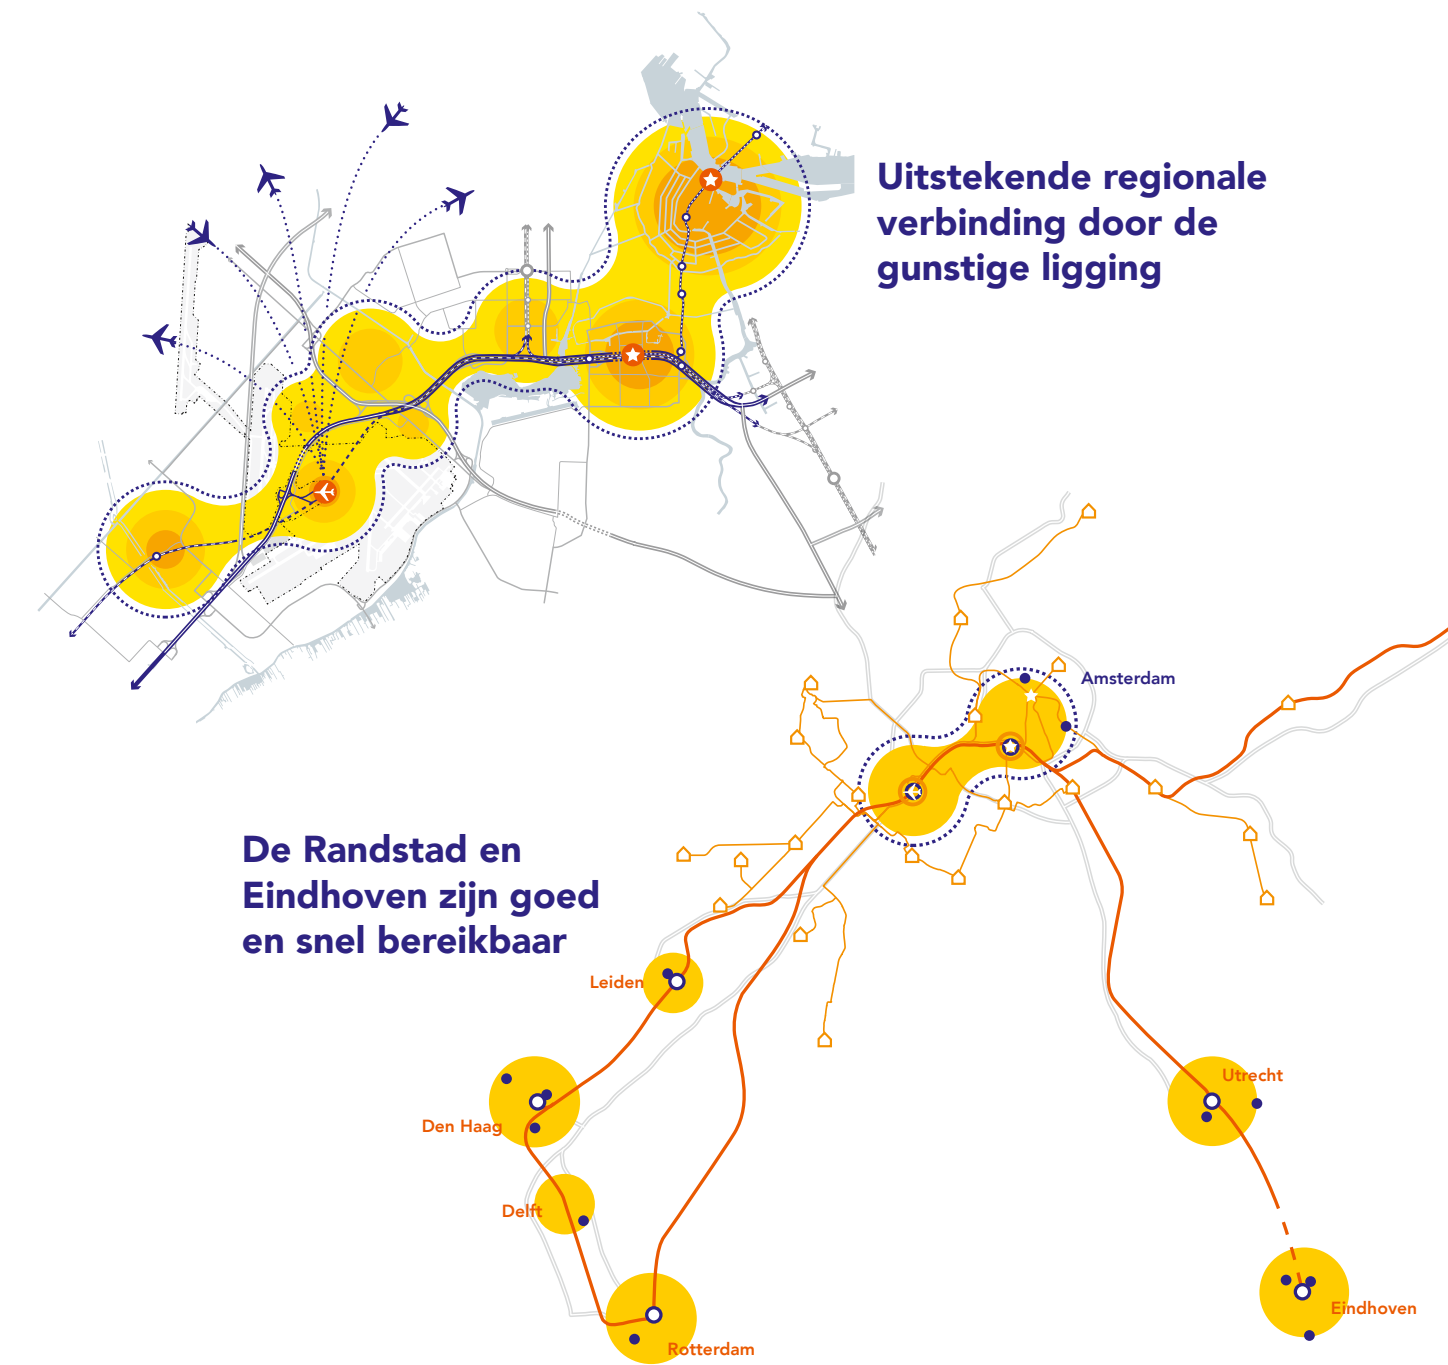 Uitstekende regionale
verbinding door de
gunstige ligging
Amsterdam
De Randstad en
Eindhoven zijn goed
en snel bereikbaar
Leiden
Den Haag
Delft
Rotterdam
Utrecht
Eindhoven